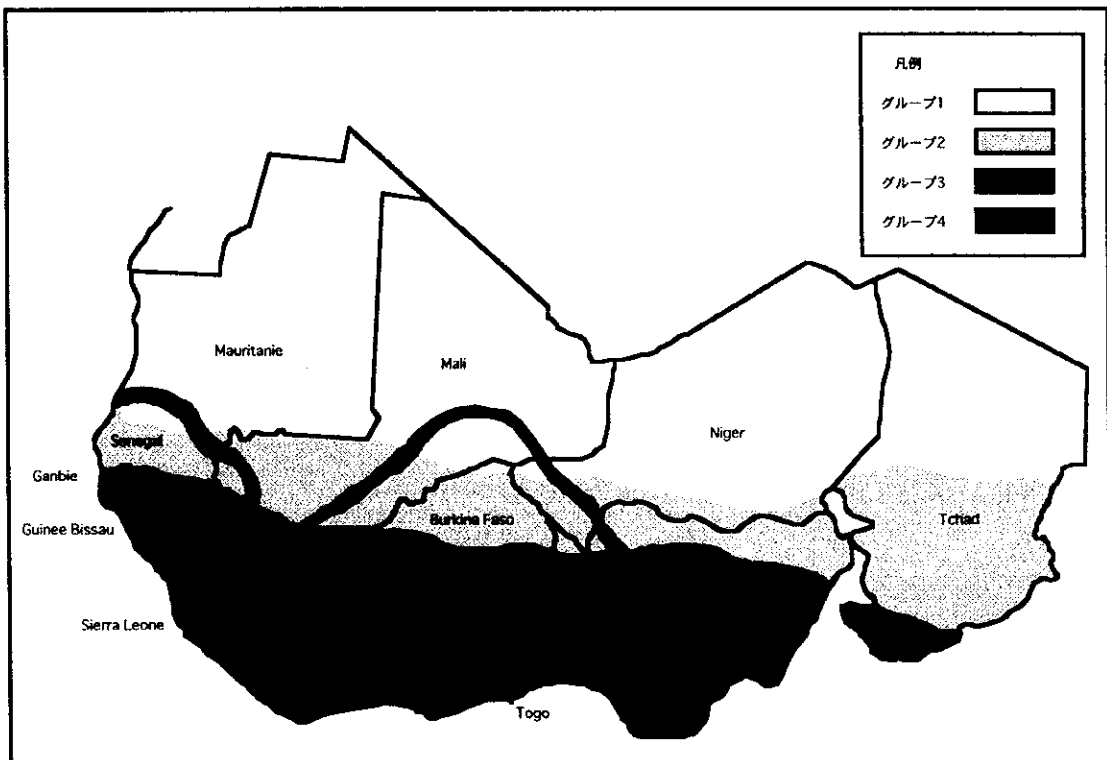 凡例
グループ1
グループ2
グループ3
グループ4
Mauritanie
Mali
Niger
Senegal
Ganbie
Burkina Faso
Guinee Bissau
Tchad
Sierra Leone
Togo